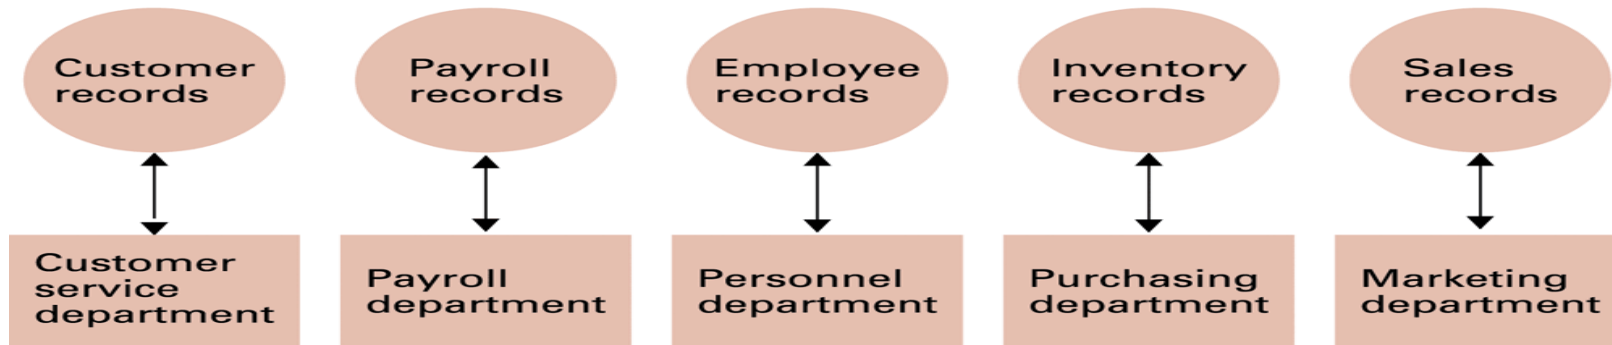 Customer
records
Payroll
records
Employee
records
Inventory
records
Sales
records
Customer
service
department
Payroll
department
Personnel
department
Purchasing
department
Marketing
department